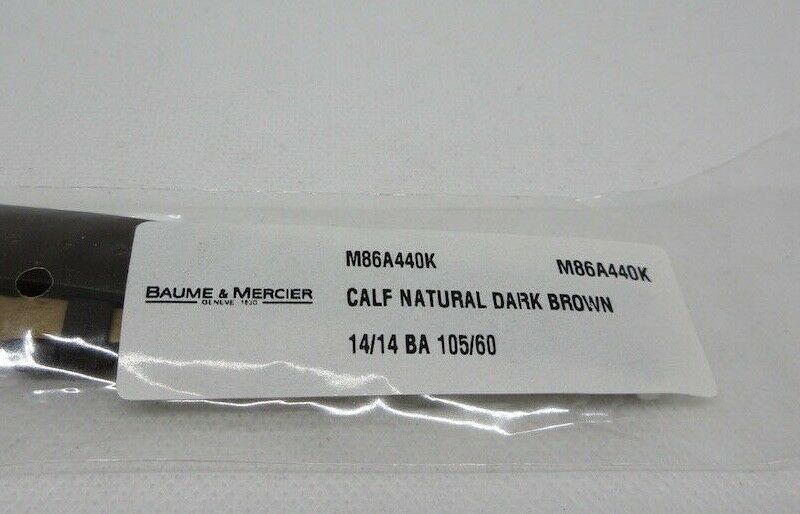 M86A440K M86A440K
BAUME & MERCIER
GENEVE 1830
CALF NATURAL DARK BROWN
14/14 BA 105/60